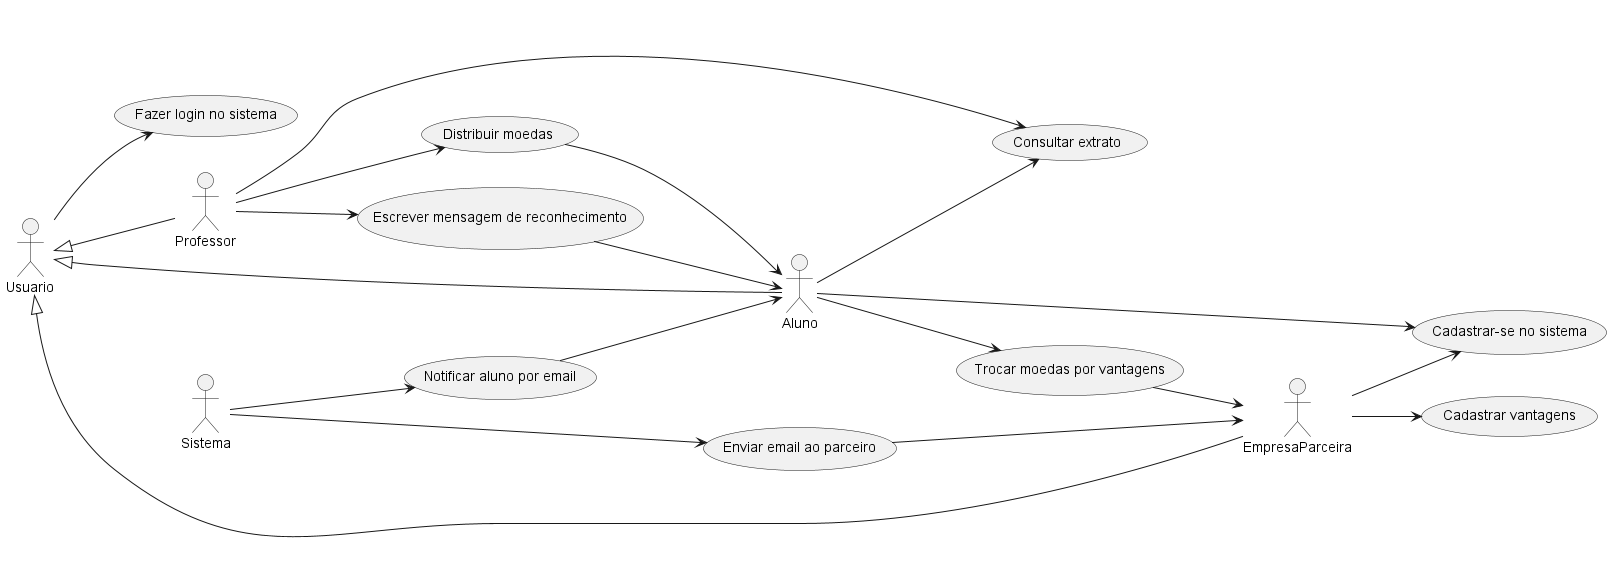 Fazer login no sistema
Distribuir moedas
Consultar extrato
Escrever mensagem de reconhecimento
Professor
Usuario
Aluno
Cadastrar-se no sistema
Trocar moedas por vantagens
Notificar aluno por email
Cadastrar vantagens
Sistema
Enviar email ao parceiro
EmpresaParceira